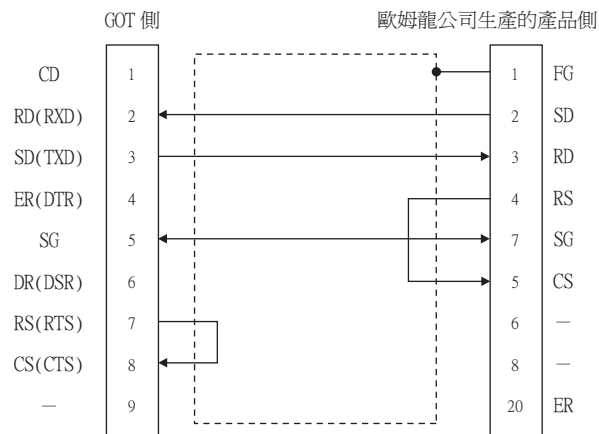 GOT 側 歐姆龍公司生產的產品側
CD 1 1 FG
RD(RXD) 2 2 SD
SD(TXD) 3 3 RD
ER(DTR) 4 4 RS
SG 5 7 SG
DR(DSR) 6 5 CS
RS(RTS) 7 6 —
CS(CTS) 8 8 —
— 9 20 ER